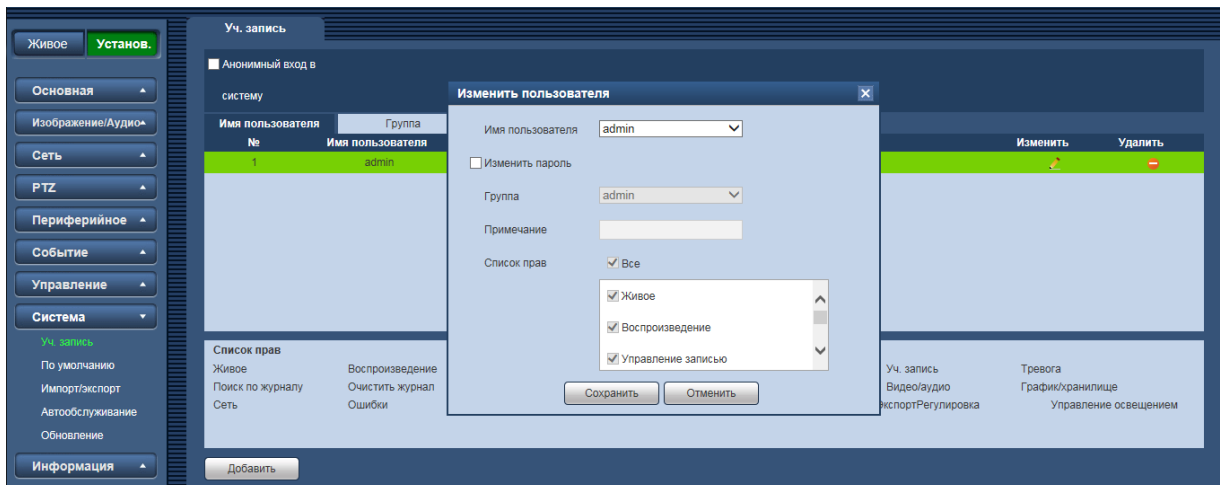 Уч. запись
Живое Установ.
Анонимный вход в
систему
Основная
Изображение/Аудио
Сеть
PTZ
Периферийное
Событие
Управление
Система
Уч. запись
По умолчанию
Импорт/экспорт
Автообслуживание
Обновление
Информация
Имя пользователя Группа
№ Имя пользователя Изменить Удалить
1 admin
Изменить пользователя
Имя пользователя admin
Изменить пароль
Группа admin
Примечание
Список прав Все
Живое
Воспроизведение
Управление записью
Сохранить Отменить
Список прав
Живое Воспроизведение Уч. запись Тревога
Поиск по журналу Очистить журнал Видео/аудио График/хранилище
Сеть Ошибки ЭкспортРегулировка Управление освещением
Добавить